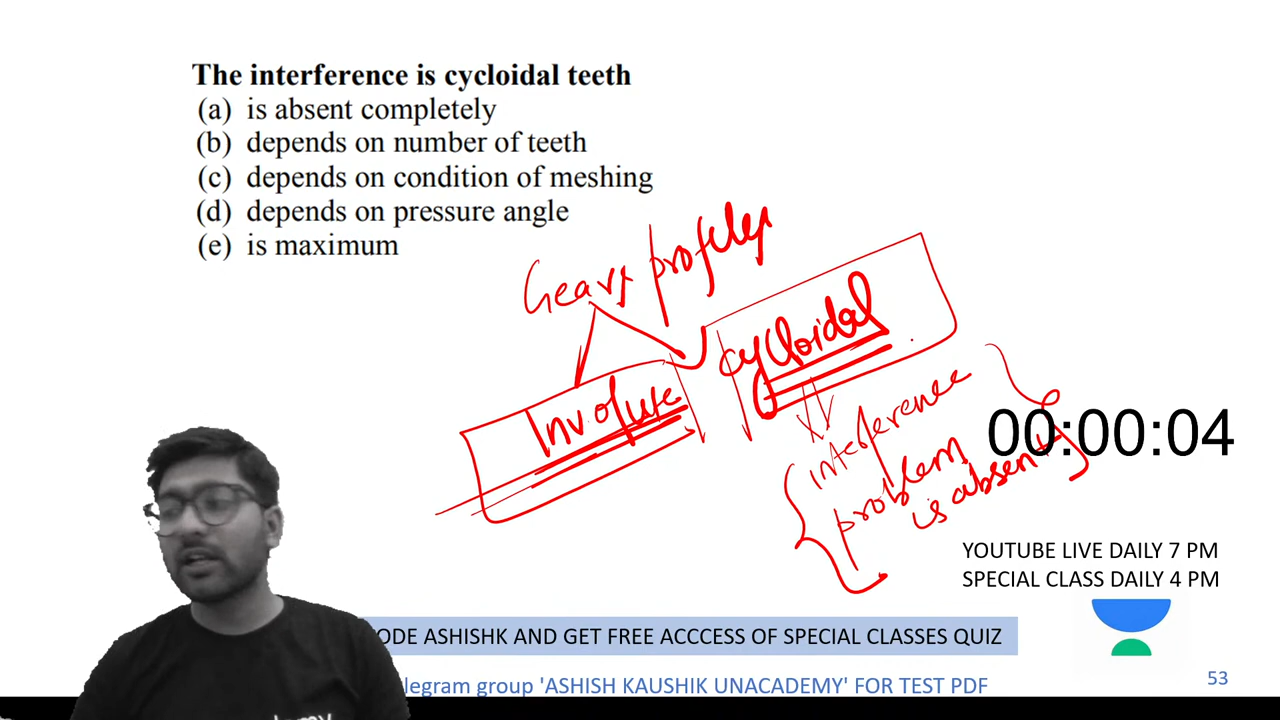 The interference is cycloidal teeth
(a) is absent completely
(b) depends on number of teeth
(c) depends on condition of meshing
(d) depends on pressure angle
(e) is maximum
Gears profiles
Involute
cycloidal
interference
problem
is absent
00:00:04
YOUTUBE LIVE DAILY 7 PM
SPECIAL CLASS DAILY 4 PM
ODE ASHISHK AND GET FREE ACCCESS OF SPECIAL CLASSES QUIZ
legram group 'ASHISH KAUSHIK UNACADEMY' FOR TEST PDF
53